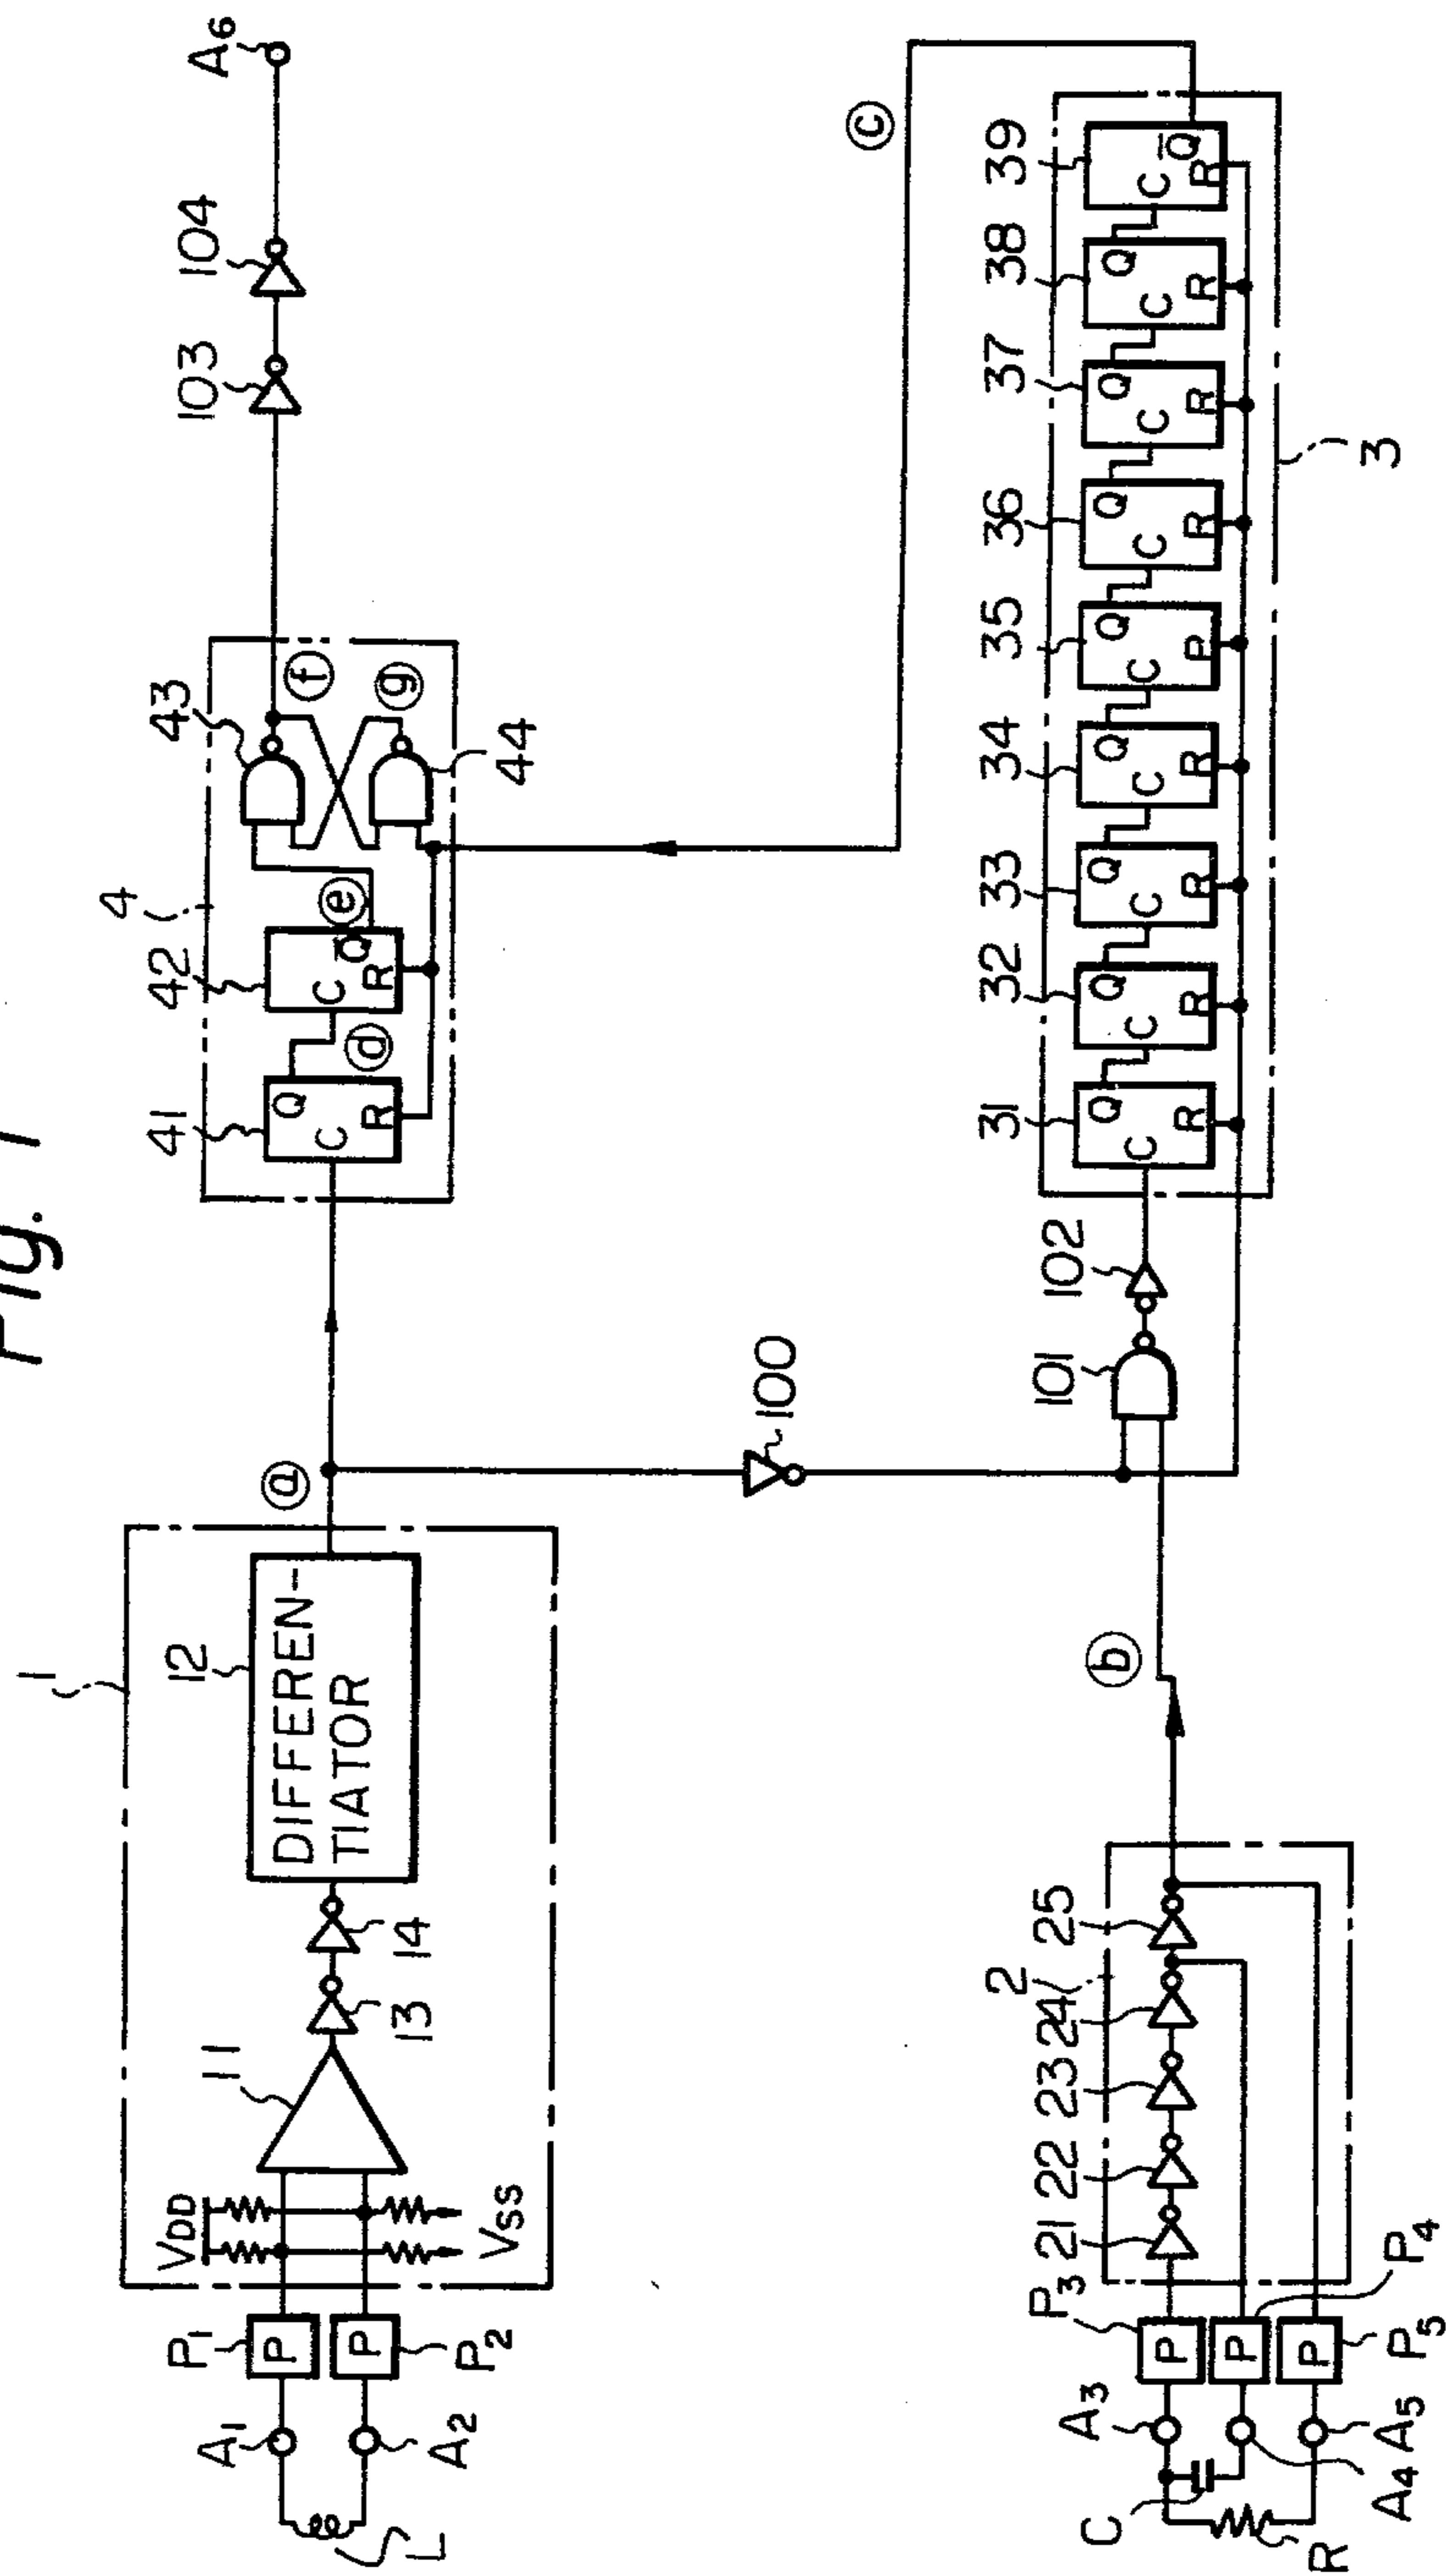 Fig. 1
1
12
DIFFEREN-
TIATOR
11
13
14
VDD
VSS
P1
P
P
P2
A1
A2
L
a
4
41
Q
C
R
d
42
C
Q
R
e
43
f
g
44
103
104
A6
100
c
2
21
22
23
24
25
P3
P
P
P
P4
P5
A3
A4
A5
C
R
b
101
102
3
31
Q
C
R
32
Q
C
R
33
Q
C
R
34
Q
C
R
35
Q
C
P
36
Q
C
R
37
Q
C
R
38
Q
C
R
39
C
Q̅
R